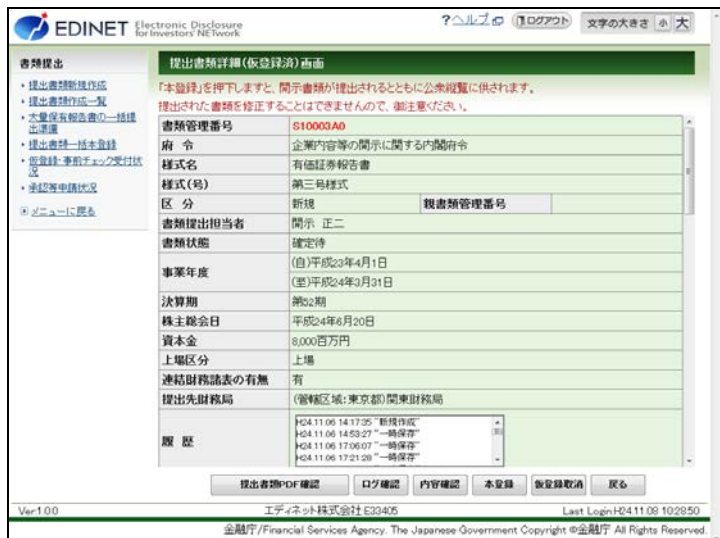 EDINET Electronic Disclosure for Investors' NETwork
?ヘルプ ログアウト 文字の大きさ 小 大
書類提出
提出書類詳細(仮登録済)画面
・提出書類新規作成
・提出書類作成一覧
・大量保有報告書の一括提出準備
・提出書類一括本登録
・仮登録・事前チェック受付状況
・承認等申請状況
メニューに戻る
「本登録」を押下しますと、開示書類が提出されるとともに公衆縦覧に供されます。
提出された書類を修正することはできませんので、御注意ください。
書類管理番号 S10003A0
府 令 企業内容等の開示に関する内閣府令
様式名 有価証券報告書
様式(号) 第三号様式
区 分 新規 親書類管理番号
書類提出担当者 開示 正二
書類状態 確定待
事業年度 (自)平成23年4月1日
(至)平成24年3月31日
決算期 第52期
株主総会日 平成24年6月20日
資本金 8,000百万円
上場区分 上場
連結財務諸表の有無 有
提出先財務局 (管轄区域:東京都)関東財務局
履 歴 H24.11.06 14:17:35 "新規作成"
H24.11.06 14:53:27 "一時保存"
H24.11.06 17:06:07 "一時保存"
H24.11.06 17:21:28 "一時保存"
提出書類PDF確認 ログ確認 内容確認 本登録 仮登録取消 戻る
Ver.1.0.0 エディネット株式会社 E33405 Last Login:H24.11.08 10:28:50
金融庁/Financial Services Agency. The Japanese Government Copyright ©金融庁 All Rights Reserved.